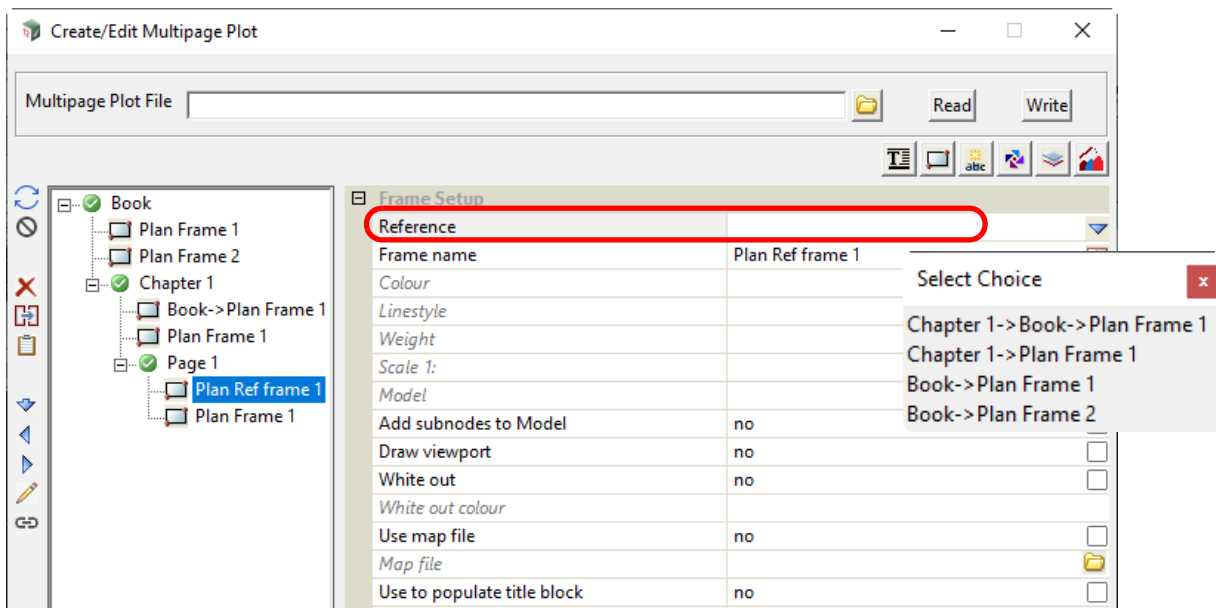 Create/Edit Multipage Plot
Multipage Plot File
Read
Write
T
abc
Book
Plan Frame 1
Plan Frame 2
Chapter 1
Book->Plan Frame 1
Plan Frame 1
Page 1
Plan Ref frame 1
Plan Frame 1
Frame Setup
Reference
Frame name Plan Ref frame 1
Colour
Linestyle
Weight
Scale 1:
Model
Add subnodes to Model no
Draw viewport no
White out no
White out colour
Use map file no
Map file
Use to populate title block no
Select Choice
x
Chapter 1->Book->Plan Frame 1
Chapter 1->Plan Frame 1
Book->Plan Frame 1
Book->Plan Frame 2